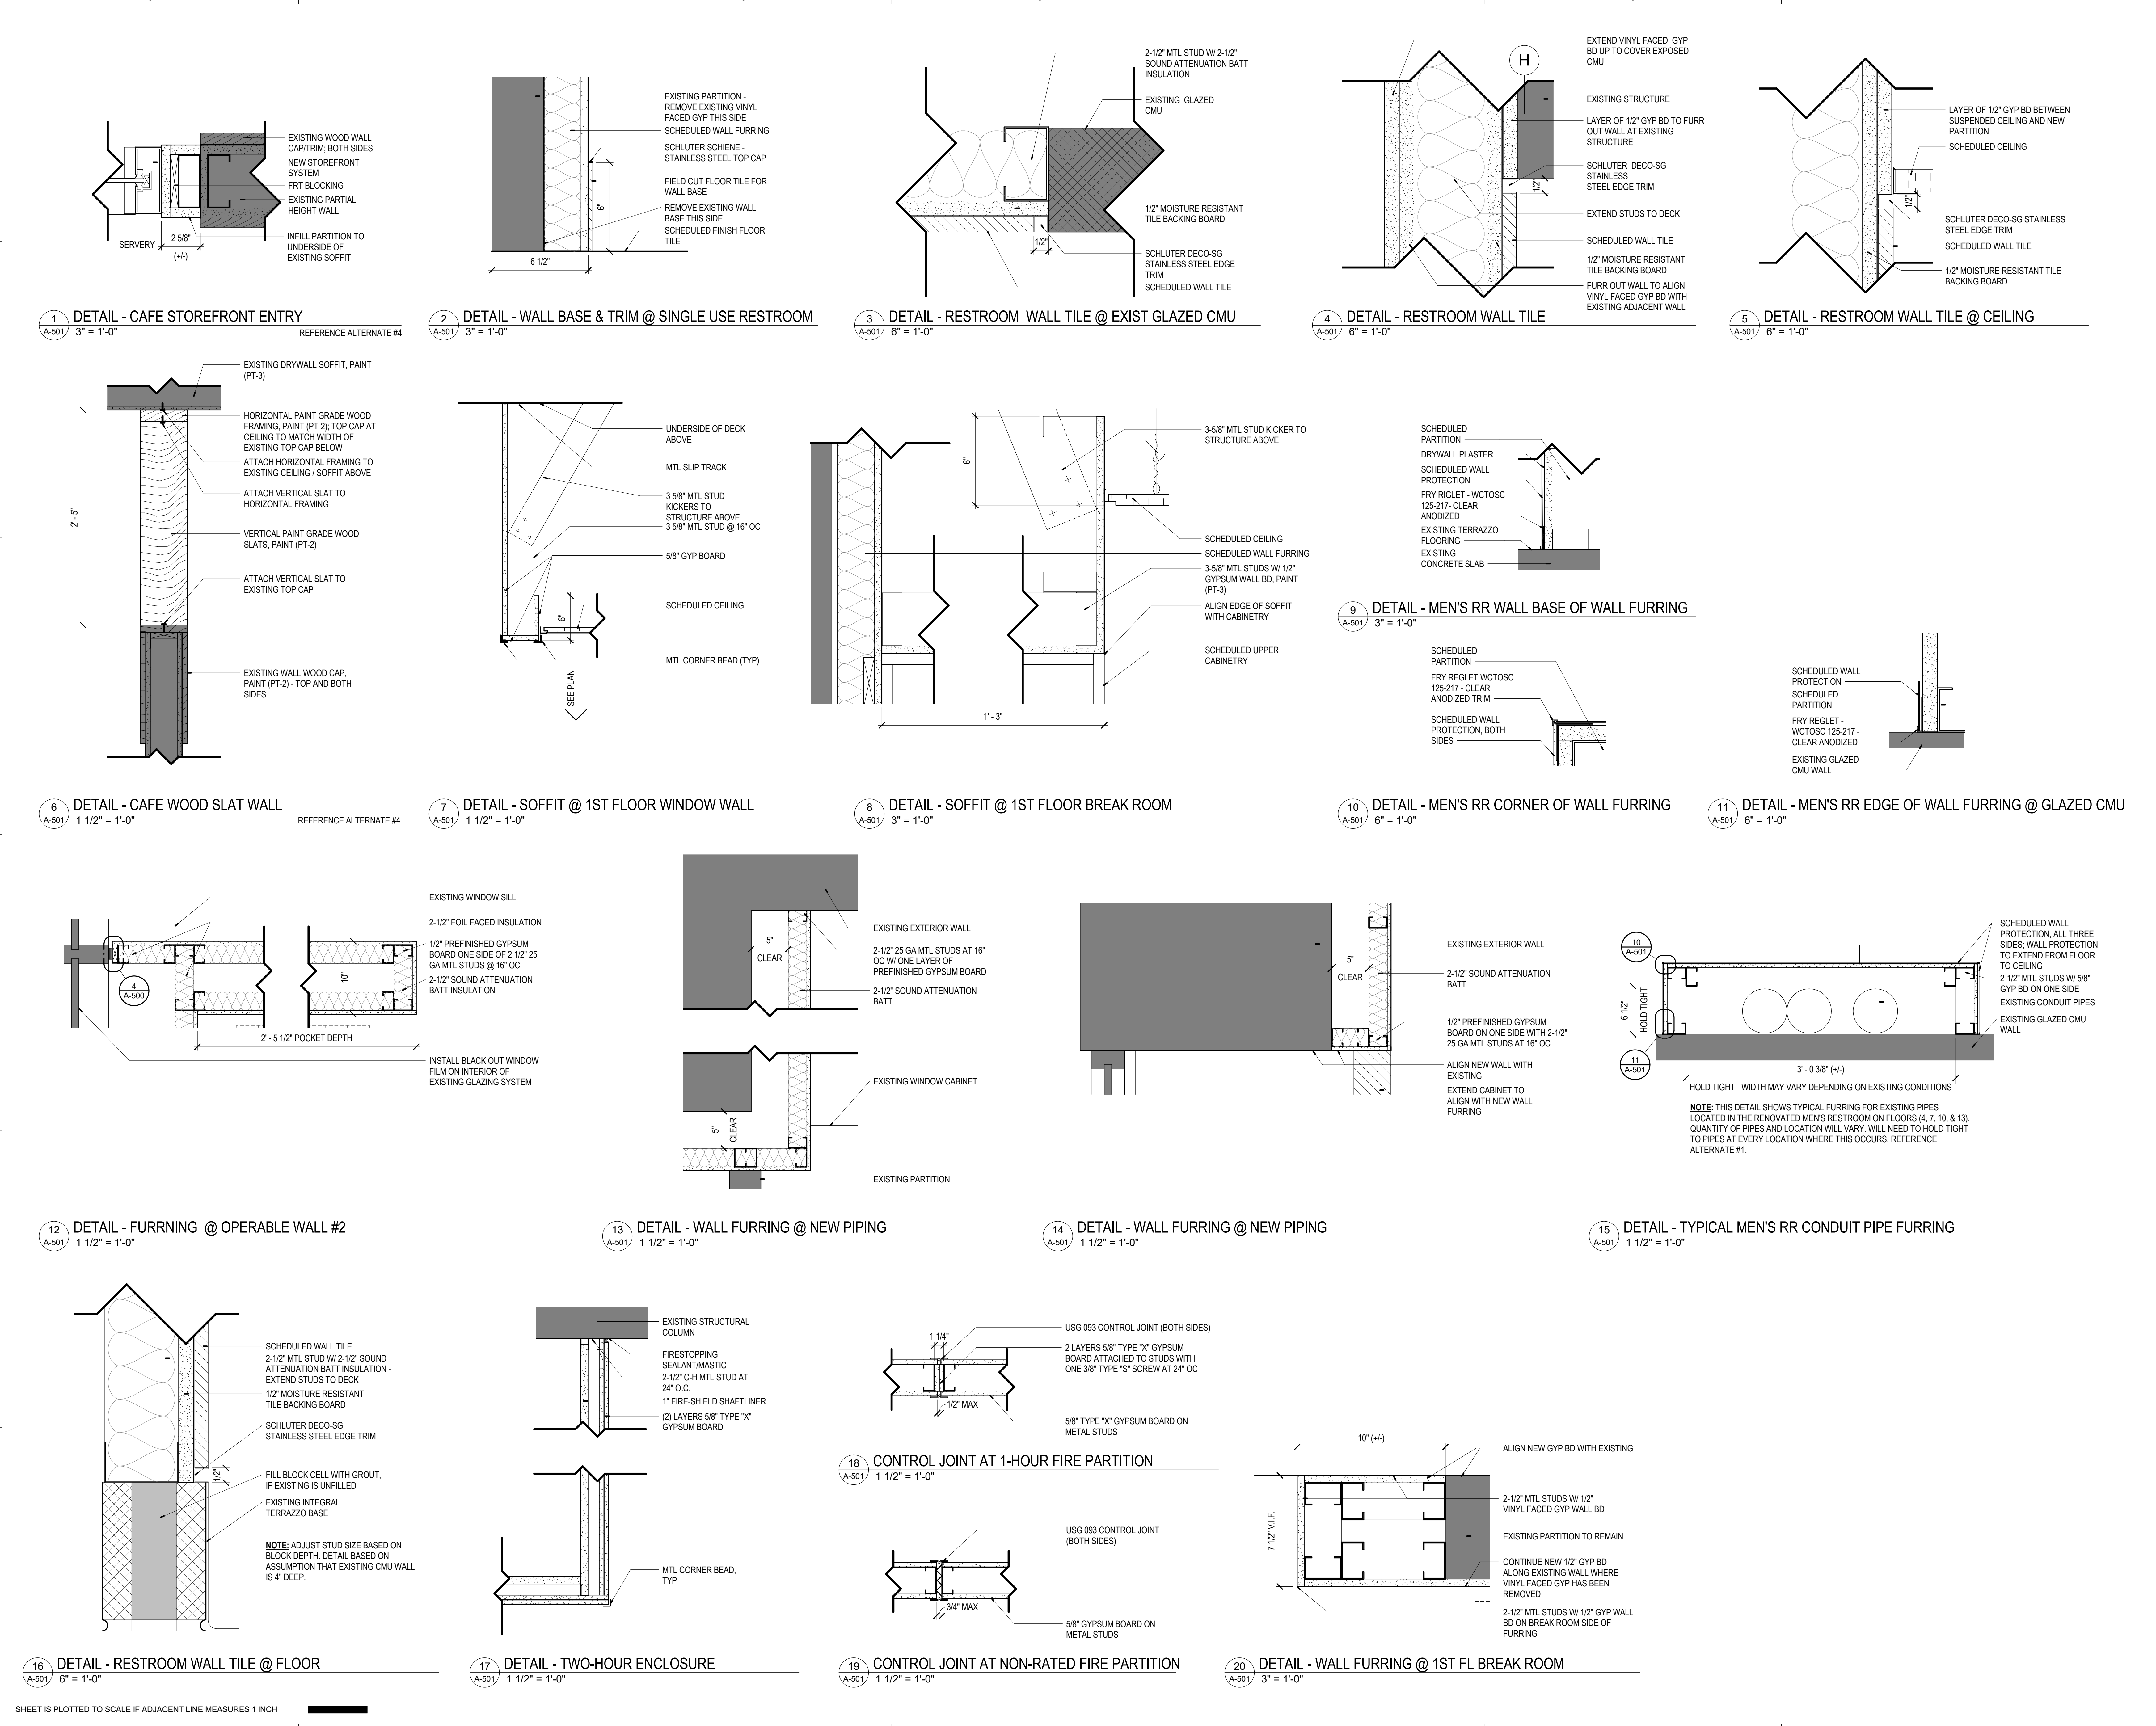 EXISTING WOOD WALL
CAP/TRIM; BOTH SIDES
NEW STOREFRONT
SYSTEM
FRT BLOCKING
EXISTING PARTIAL
HEIGHT WALL
INFILL PARTITION TO
UNDERSIDE OF
EXISTING SOFFIT
SERVERY
2 5/8"
(+/-)
1
A-501
DETAIL - CAFE STOREFRONT ENTRY
3" = 1'-0"
REFERENCE ALTERNATE #4
EXISTING PARTITION -
REMOVE EXISTING VINYL
FACED GYP THIS SIDE
SCHEDULED WALL FURRING
SCHLUTER SCHIENE -
STAINLESS STEEL TOP CAP
FIELD CUT FLOOR TILE FOR
WALL BASE
REMOVE EXISTING WALL
BASE THIS SIDE
SCHEDULED FINISH FLOOR
TILE
6"
6 1/2"
2
A-501
DETAIL - WALL BASE & TRIM @ SINGLE USE RESTROOM
3" = 1'-0"
2-1/2" MTL STUD W/ 2-1/2"
SOUND ATTENUATION BATT
INSULATION
EXISTING GLAZED
CMU
1/2" MOISTURE RESISTANT
TILE BACKING BOARD
SCHLUTER DECO-SG
STAINLESS STEEL EDGE
TRIM
SCHEDULED WALL TILE
1/2"
3
A-501
DETAIL - RESTROOM WALL TILE @ EXIST GLAZED CMU
6" = 1'-0"
H
EXTEND VINYL FACED GYP
BD UP TO COVER EXPOSED
CMU
EXISTING STRUCTURE
LAYER OF 1/2" GYP BD TO FURR
OUT WALL AT EXISTING
STRUCTURE
SCHLUTER DECO-SG
STAINLESS
STEEL EDGE TRIM
1/2"
EXTEND STUDS TO DECK
SCHEDULED WALL TILE
1/2" MOISTURE RESISTANT
TILE BACKING BOARD
FURR OUT WALL TO ALIGN
VINYL FACED GYP BD WITH
EXISTING ADJACENT WALL
4
A-501
DETAIL - RESTROOM WALL TILE
6" = 1'-0"
LAYER OF 1/2" GYP BD BETWEEN
SUSPENDED CEILING AND NEW
PARTITION
SCHEDULED CEILING
1/2"
SCHLUTER DECO-SG STAINLESS
STEEL EDGE TRIM
SCHEDULED WALL TILE
1/2" MOISTURE RESISTANT TILE
BACKING BOARD
5
A-501
DETAIL - RESTROOM WALL TILE @ CEILING
6" = 1'-0"
EXISTING DRYWALL SOFFIT, PAINT
(PT-3)
HORIZONTAL PAINT GRADE WOOD
FRAMING, PAINT (PT-2); TOP CAP AT
CEILING TO MATCH WIDTH OF
EXISTING TOP CAP BELOW
ATTACH HORIZONTAL FRAMING TO
EXISTING CEILING / SOFFIT ABOVE
ATTACH VERTICAL SLAT TO
HORIZONTAL FRAMING
2' - 5"
VERTICAL PAINT GRADE WOOD
SLATS, PAINT (PT-2)
ATTACH VERTICAL SLAT TO
EXISTING TOP CAP
EXISTING WALL WOOD CAP,
PAINT (PT-2) - TOP AND BOTH
SIDES
6
A-501
DETAIL - CAFE WOOD SLAT WALL
1 1/2" = 1'-0"
REFERENCE ALTERNATE #4
UNDERSIDE OF DECK
ABOVE
MTL SLIP TRACK
3 5/8" MTL STUD
KICKERS TO
STRUCTURE ABOVE
3 5/8" MTL STUD @ 16" OC
5/8" GYP BOARD
6"
SCHEDULED CEILING
MTL CORNER BEAD (TYP)
SEE PLAN
7
A-501
DETAIL - SOFFIT @ 1ST FLOOR WINDOW WALL
1 1/2" = 1'-0"
6"
3-5/8" MTL STUD KICKER TO
STRUCTURE ABOVE
SCHEDULED CEILING
SCHEDULED WALL FURRING
3-5/8" MTL STUDS W/ 1/2"
GYPSUM WALL BD, PAINT
(PT-3)
ALIGN EDGE OF SOFFIT
WITH CABINETRY
SCHEDULED UPPER
CABINETRY
1' - 3"
8
A-501
DETAIL - SOFFIT @ 1ST FLOOR BREAK ROOM
3" = 1'-0"
SCHEDULED
PARTITION
DRYWALL PLASTER
SCHEDULED WALL
PROTECTION
FRY RIGLET - WCTOSC
125-217- CLEAR
ANODIZED
EXISTING TERRAZZO
FLOORING
EXISTING
CONCRETE SLAB
9
A-501
DETAIL - MEN'S RR WALL BASE OF WALL FURRING
3" = 1'-0"
SCHEDULED
PARTITION
FRY REGLET WCTOSC
125-217 - CLEAR
ANODIZED TRIM
SCHEDULED WALL
PROTECTION, BOTH
SIDES
10
A-501
DETAIL - MEN'S RR CORNER OF WALL FURRING
6" = 1'-0"
SCHEDULED WALL
PROTECTION
SCHEDULED
PARTITION
FRY REGLET -
WCTOSC 125-217 -
CLEAR ANODIZED
EXISTING GLAZED
CMU WALL
11
A-501
DETAIL - MEN'S RR EDGE OF WALL FURRING @ GLAZED CMU
6" = 1'-0"
EXISTING WINDOW SILL
2-1/2" FOIL FACED INSULATION
1/2" PREFINISHED GYPSUM
BOARD ONE SIDE OF 2 1/2" 25
GA MTL STUDS @ 16" OC
2-1/2" SOUND ATTENUATION
BATT INSULATION
10"
4
A-500
2' - 5 1/2" POCKET DEPTH
INSTALL BLACK OUT WINDOW
FILM ON INTERIOR OF
EXISTING GLAZING SYSTEM
12
A-501
DETAIL - FURRNING @ OPERABLE WALL #2
1 1/2" = 1'-0"
EXISTING EXTERIOR WALL
5"
CLEAR
2-1/2" 25 GA MTL STUDS AT 16"
OC W/ ONE LAYER OF
PREFINISHED GYPSUM BOARD
2-1/2" SOUND ATTENUATION
BATT
EXISTING WINDOW CABINET
5"
CLEAR
EXISTING PARTITION
13
A-501
DETAIL - WALL FURRING @ NEW PIPING
1 1/2" = 1'-0"
EXISTING EXTERIOR WALL
5"
CLEAR
2-1/2" SOUND ATTENUATION
BATT
1/2" PREFINISHED GYPSUM
BOARD ON ONE SIDE WITH 2-1/2"
25 GA MTL STUDS AT 16" OC
ALIGN NEW WALL WITH
EXISTING
EXTEND CABINET TO
ALIGN WITH NEW WALL
FURRING
14
A-501
DETAIL - WALL FURRING @ NEW PIPING
1 1/2" = 1'-0"
10
A-501
SCHEDULED WALL
PROTECTION, ALL THREE
SIDES; WALL PROTECTION
TO EXTEND FROM FLOOR
TO CEILING
2-1/2" MTL STUDS W/ 5/8"
GYP BD ON ONE SIDE
EXISTING CONDUIT PIPES
EXISTING GLAZED CMU
WALL
6 1/2"
HOLD TIGHT
11
A-501
3' - 0 3/8" (+/-)
HOLD TIGHT - WIDTH MAY VARY DEPENDING ON EXISTING CONDITIONS
NOTE: THIS DETAIL SHOWS TYPICAL FURRING FOR EXISTING PIPES
LOCATED IN THE RENOVATED MEN'S RESTROOM ON FLOORS (4, 7, 10, & 13).
QUANTITY OF PIPES AND LOCATION WILL VARY. WILL NEED TO HOLD TIGHT
TO PIPES AT EVERY LOCATION WHERE THIS OCCURS. REFERENCE
ALTERNATE #1.
15
A-501
DETAIL - TYPICAL MEN'S RR CONDUIT PIPE FURRING
1 1/2" = 1'-0"
SCHEDULED WALL TILE
2-1/2" MTL STUD W/ 2-1/2" SOUND
ATTENUATION BATT INSULATION -
EXTEND STUDS TO DECK
1/2" MOISTURE RESISTANT
TILE BACKING BOARD
SCHLUTER DECO-SG
STAINLESS STEEL EDGE TRIM
1/2"
FILL BLOCK CELL WITH GROUT,
IF EXISTING IS UNFILLED
EXISTING INTEGRAL
TERRAZZO BASE
NOTE: ADJUST STUD SIZE BASED ON
BLOCK DEPTH. DETAIL BASED ON
ASSUMPTION THAT EXISTING CMU WALL
IS 4" DEEP.
16
A-501
DETAIL - RESTROOM WALL TILE @ FLOOR
6" = 1'-0"
EXISTING STRUCTURAL
COLUMN
FIRESTOPPING
SEALANT/MASTIC
2-1/2" C-H MTL STUD AT
24" O.C.
1" FIRE-SHIELD SHAFTLINER
(2) LAYERS 5/8" TYPE "X"
GYPSUM BOARD
MTL CORNER BEAD,
TYP
17
A-501
DETAIL - TWO-HOUR ENCLOSURE
1 1/2" = 1'-0"
1 1/4"
USG 093 CONTROL JOINT (BOTH SIDES)
2 LAYERS 5/8" TYPE "X" GYPSUM
BOARD ATTACHED TO STUDS WITH
ONE 3/8" TYPE "S" SCREW AT 24" OC
1/2" MAX
5/8" TYPE "X" GYPSUM BOARD ON
METAL STUDS
18
A-501
CONTROL JOINT AT 1-HOUR FIRE PARTITION
1 1/2" = 1'-0"
USG 093 CONTROL JOINT
(BOTH SIDES)
3/4" MAX
5/8" GYPSUM BOARD ON
METAL STUDS
19
A-501
CONTROL JOINT AT NON-RATED FIRE PARTITION
1 1/2" = 1'-0"
10" (+/-)
ALIGN NEW GYP BD WITH EXISTING
7 1/2" V.I.F.
2-1/2" MTL STUDS W/ 1/2"
VINYL FACED GYP WALL BD
EXISTING PARTITION TO REMAIN
CONTINUE NEW 1/2" GYP BD
ALONG EXISTING WALL WHERE
VINYL FACED GYP HAS BEEN
REMOVED
2-1/2" MTL STUDS W/ 1/2" GYP WALL
BD ON BREAK ROOM SIDE OF
FURRING
20
A-501
DETAIL - WALL FURRING @ 1ST FL BREAK ROOM
3" = 1'-0"
SHEET IS PLOTTED TO SCALE IF ADJACENT LINE MEASURES 1 INCH